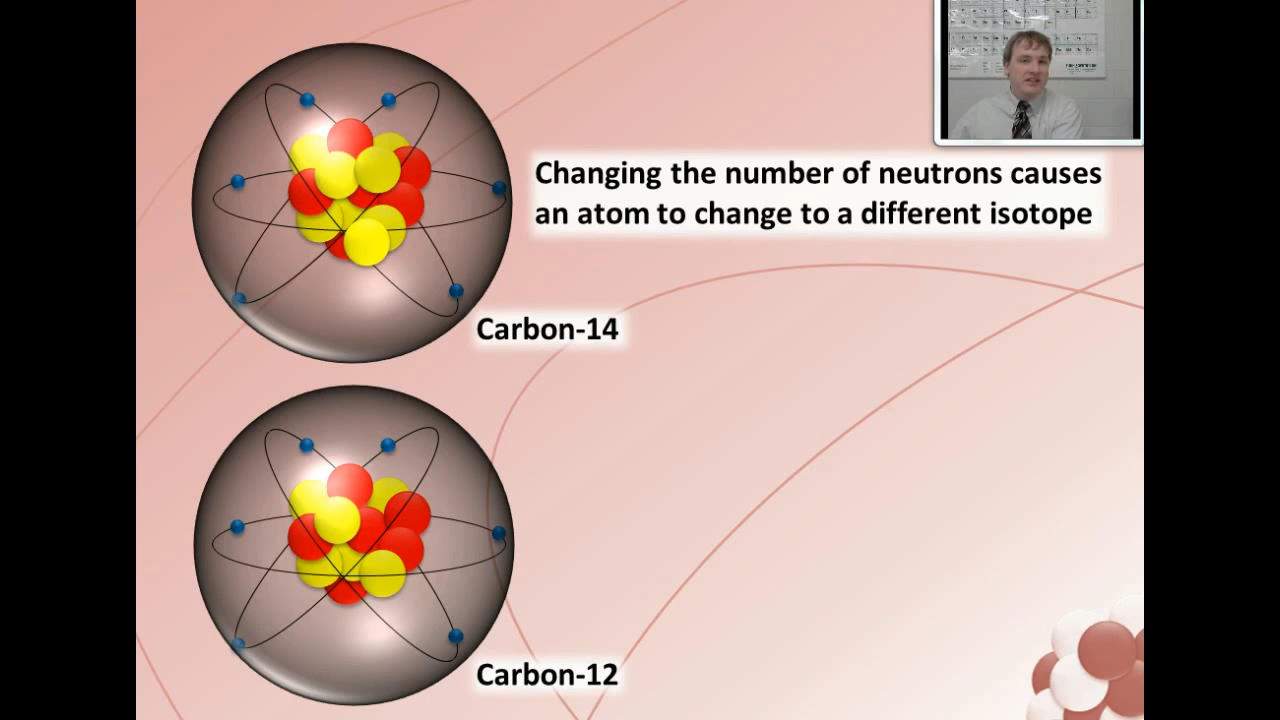 Changing the number of neutrons causes
an atom to change to a different isotope
Carbon-14
Carbon-12